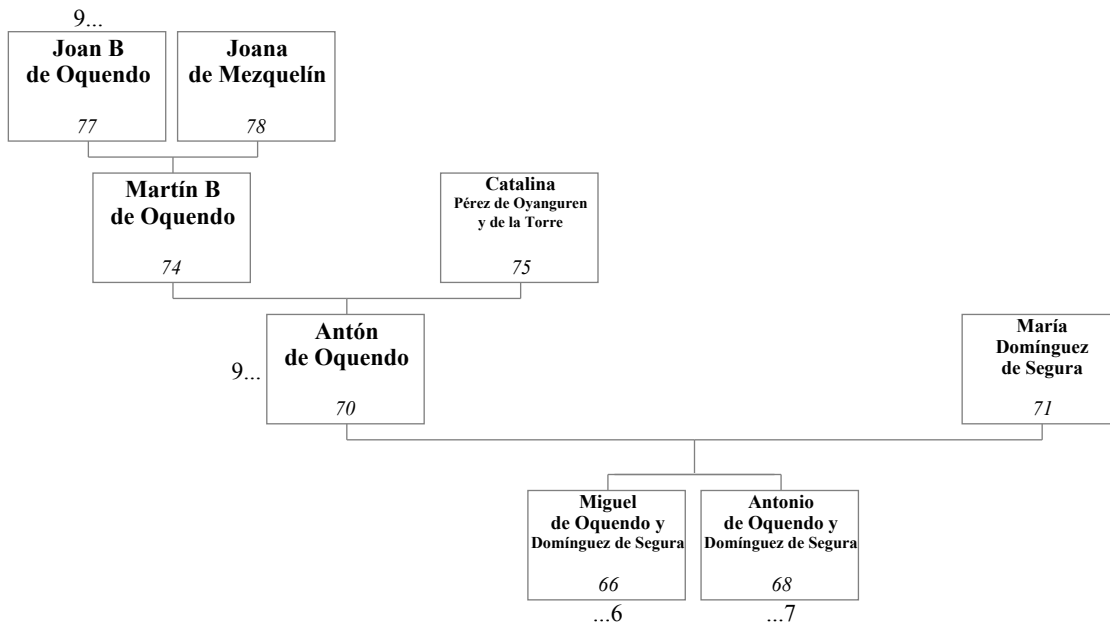 9...
Joan B
de Oquendo
77
Joana
de Mezquelín
78
Martín B
de Oquendo
74
Catalina
Pérez de Oyanguren
y de la Torre
75
9...
Antón
de Oquendo
70
María
Domínguez
de Segura
71
Miguel
de Oquendo y
Domínguez de Segura
66
...6
Antonio
de Oquendo y
Domínguez de Segura
68
...7